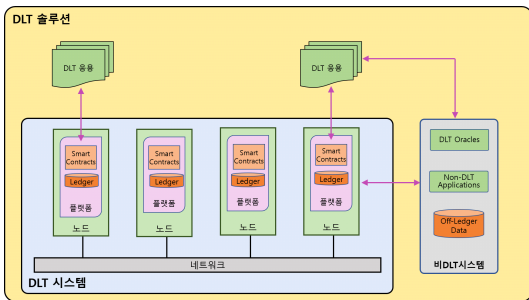 DLT 솔루션
DLT 응용
DLT 응용
Smart
Contracts
Ledger
플랫폼
노드
Smart
Contracts
Ledger
플랫폼
노드
Smart
Contracts
Ledger
플랫폼
노드
Smart
Contracts
Ledger
플랫폼
노드
네트워크
DLT 시스템
DLT Oracles
Non-DLT
Applications
Off-Ledger
Data
비DLT시스템